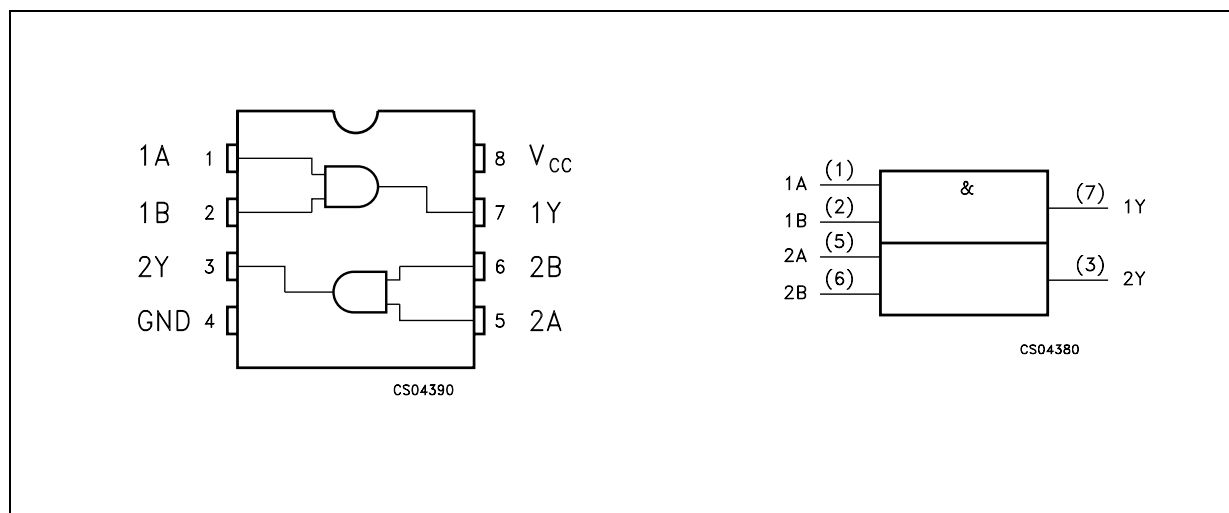 1A 1 8 VCC
1B 2 7 1Y
2Y 3 6 2B
GND 4 5 2A
CS04390
&
1A (1)
1B (2)
2A (5)
2B (6)
(7) 1Y
(3) 2Y
CS04380